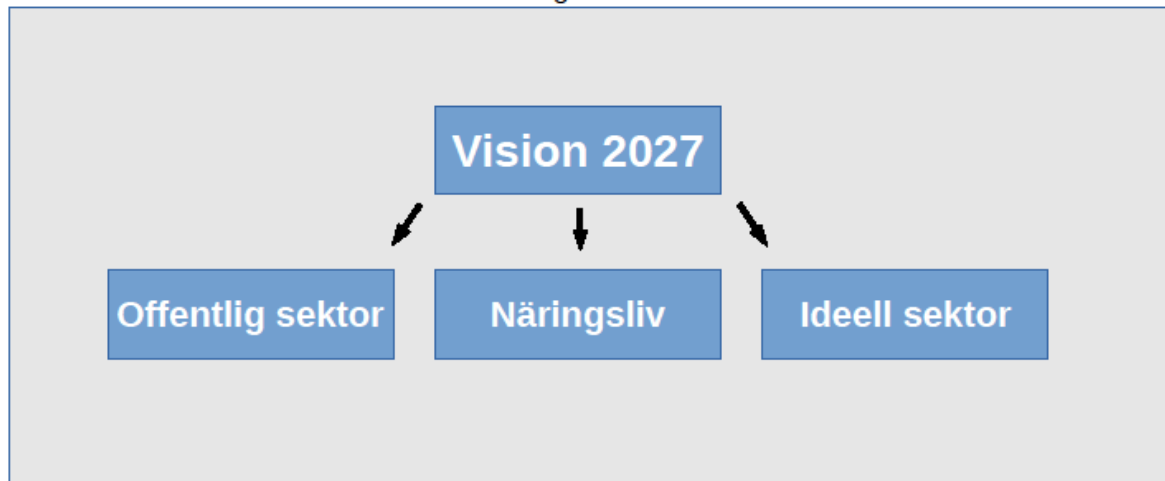 Vision 2027
Offentlig sektor
Näringsliv
Ideell sektor